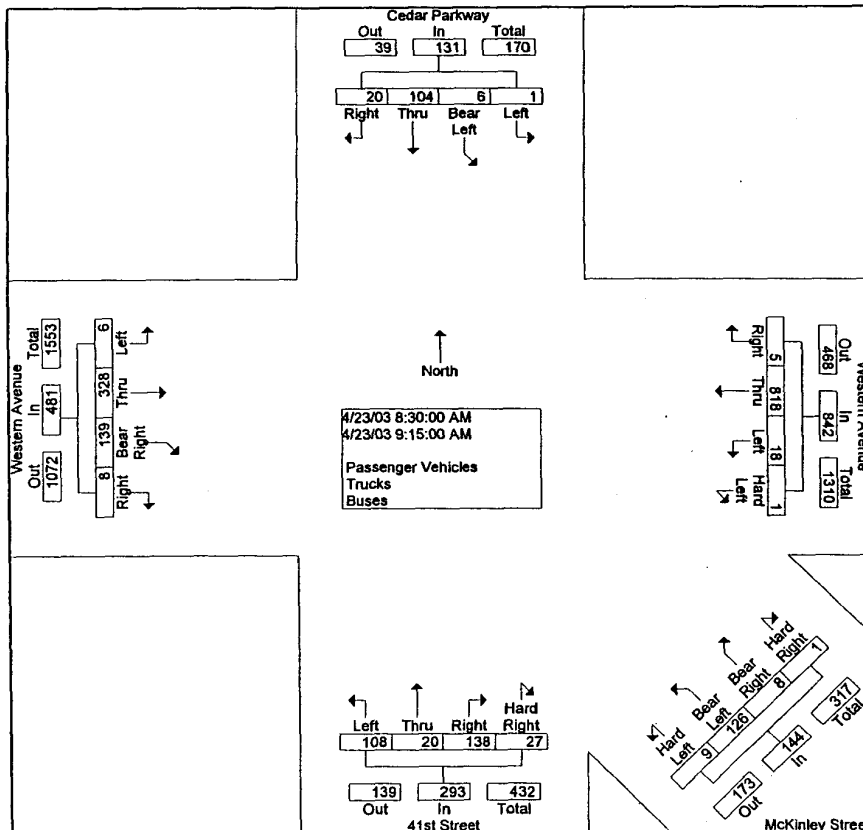 Cedar Parkway
Out In Total
39 131 170
20 104 6 1
Right Thru Bear Left Left
Western Avenue
Total In Out
1553 481 1072
6 328 139 8
Left Thru Bear Right Right
North
4/23/03 8:30:00 AM
4/23/03 9:15:00 AM
Passenger Vehicles
Trucks
Buses
Right Thru Left Hard Left
5 818 18 1
Out In Total
468 842 1310
Western Avenue
Left Thru Right Hard Right
108 20 138 27
139 293 432
Out In Total
41st Street
Hard Left Bear Left Bear Right Hard Right
9 126 8 1
173 144 317
Out In Total
McKinley Stree